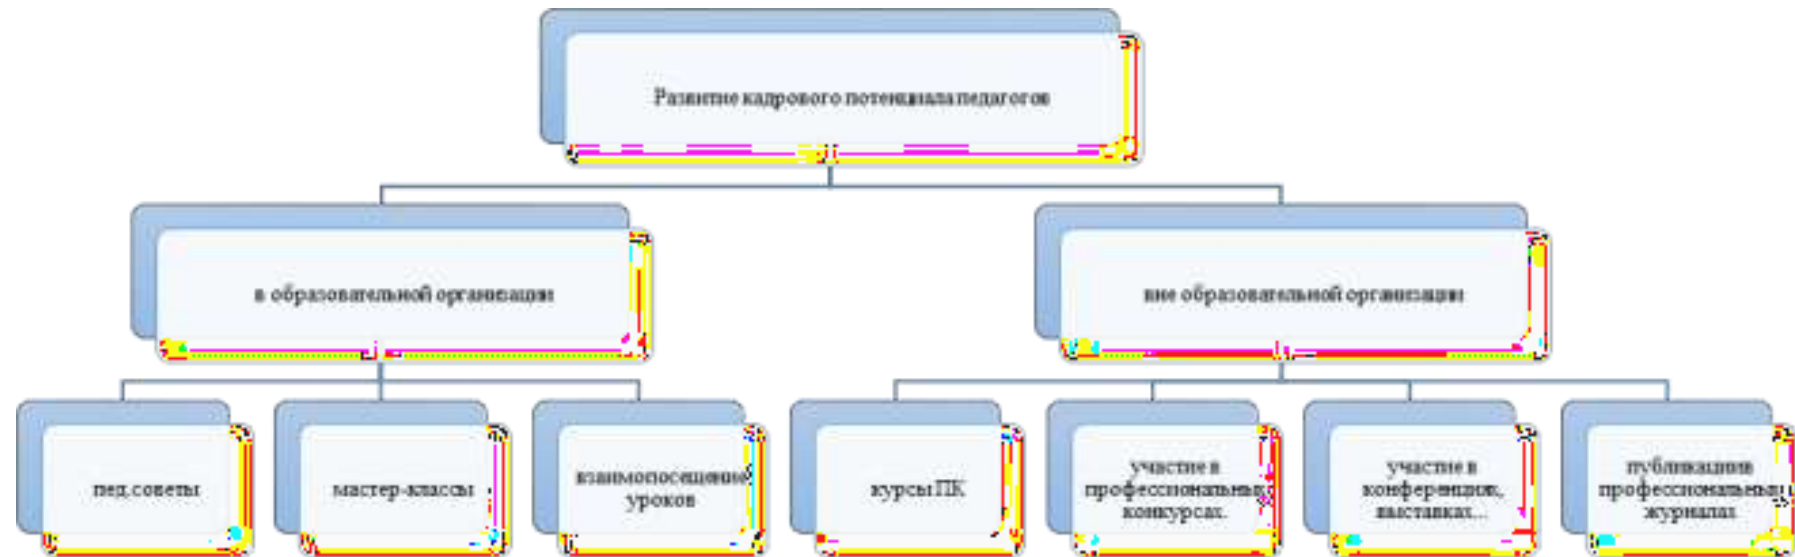 Развитие кадрового потенциала педагогов
в образовательной организации
вне образовательной организации
пед.советы
мастер-классы
взаимопосещение
уроков
курсы ПК
участие в
профессиональных
конкурсах.
участие в
конференциях,
выставках...
публикации в
профессиональных
журналах